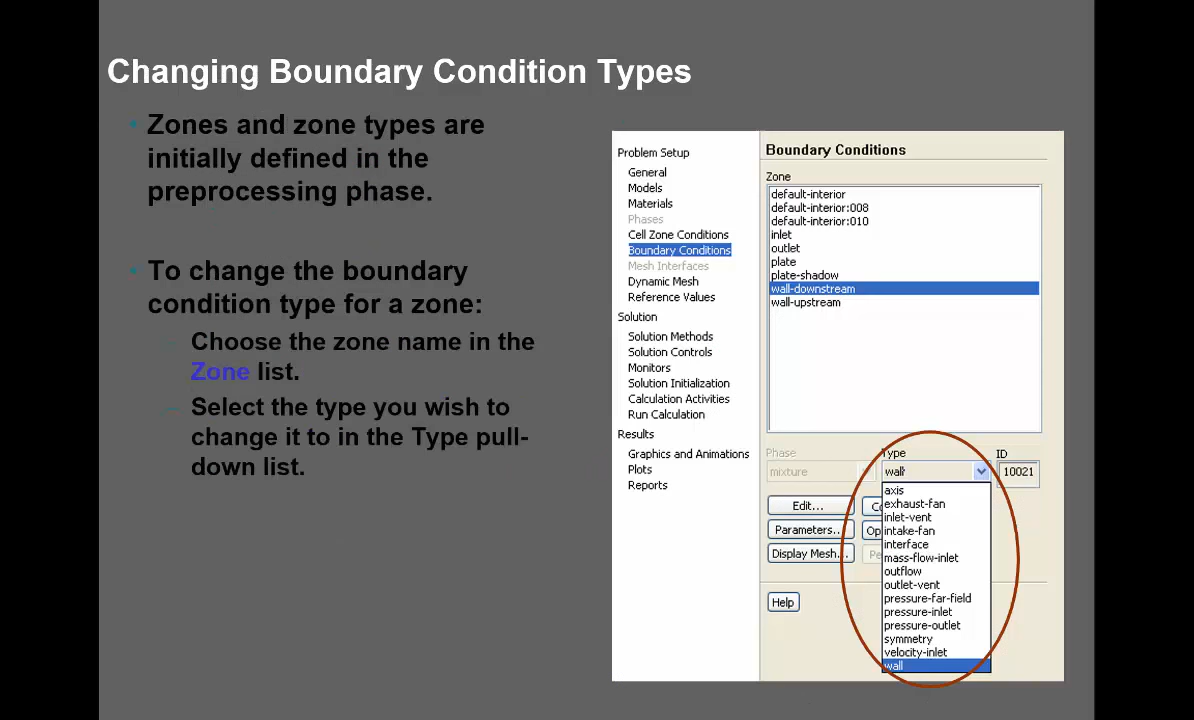 Changing Boundary Condition Types
• Zones and zone types are
initially defined in the
preprocessing phase.
• To change the boundary
condition type for a zone:
– Choose the zone name in the
Zone list.
– Select the type you wish to
change it to in the Type pull-
down list.
Problem Setup
General
Models
Materials
Phases
Cell Zone Conditions
Boundary Conditions
Mesh Interfaces
Dynamic Mesh
Reference Values
Solution
Solution Methods
Solution Controls
Monitors
Solution Initialization
Calculation Activities
Run Calculation
Results
Graphics and Animations
Plots
Reports
Boundary Conditions
Zone
default-interior
default-interior:008
default-interior:010
inlet
outlet
plate
plate-shadow
wall-downstream
wall-upstream
Phase Type ID
mixture wall 10021
axis
exhaust-fan
inlet-vent
intake-fan
interface
mass-flow-inlet
outflow
outlet-vent
pressure-far-field
pressure-inlet
pressure-outlet
symmetry
velocity-inlet
wall
Edit...
Parameters...
Display Mesh...
Help